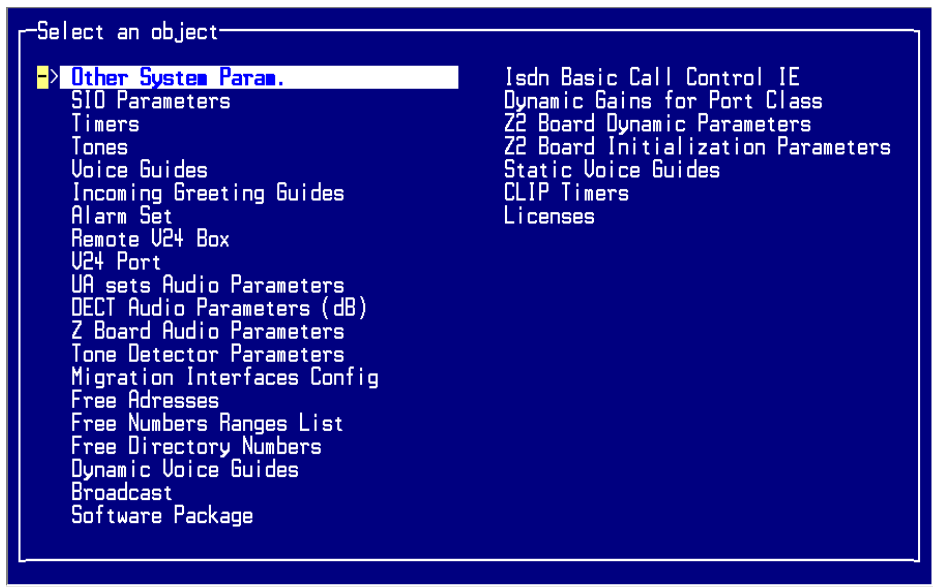 Select an object
-> Other System Param.
SIO Parameters
Timers
Tones
Voice Guides
Incoming Greeting Guides
Alarm Set
Remote V24 Box
V24 Port
UA sets Audio Parameters
DECT Audio Parameters (dB)
Z Board Audio Parameters
Tone Detector Parameters
Migration Interfaces Config
Free Adresses
Free Numbers Ranges List
Free Directory Numbers
Dynamic Voice Guides
Broadcast
Software Package
Isdn Basic Call Control IE
Dynamic Gains for Port Class
Z2 Board Dynamic Parameters
Z2 Board Initialization Parameters
Static Voice Guides
CLIP Timers
Licenses